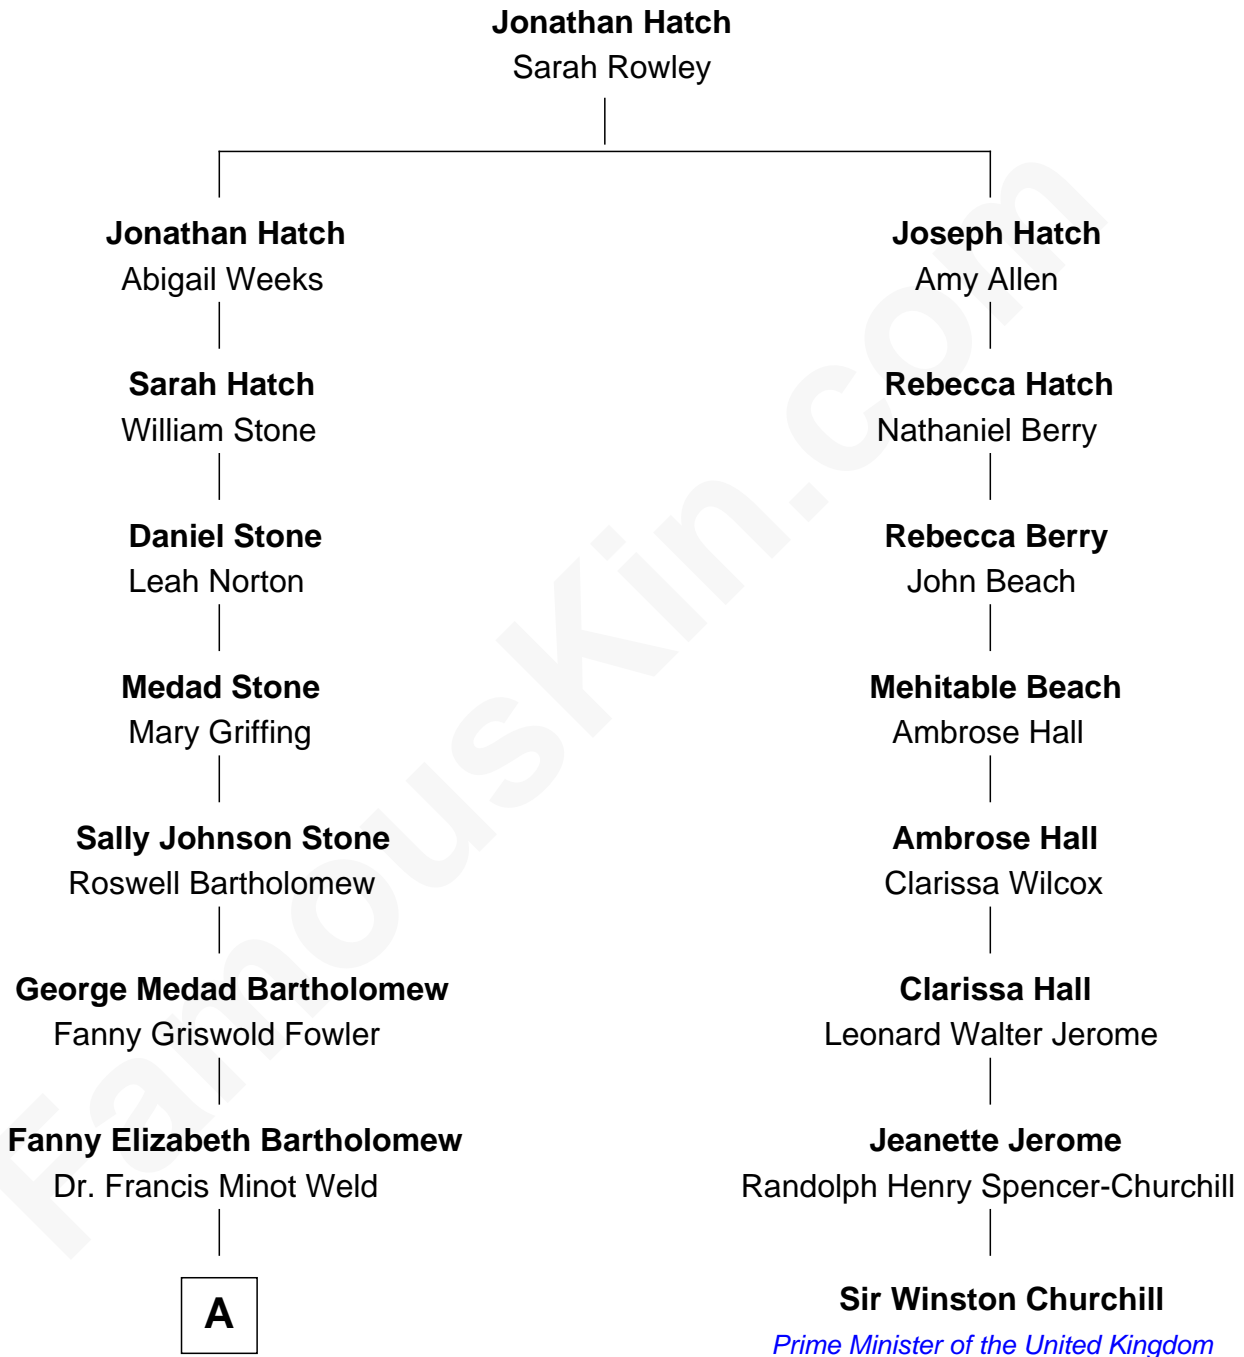 Jonathan Hatch
Sarah Rowley
Jonathan Hatch
Abigail Weeks
Sarah Hatch
William Stone
Daniel Stone
Leah Norton
Medad Stone
Mary Griffing
Sally Johnson Stone
Roswell Bartholomew
George Medad Bartholomew
Fanny Griswold Fowler
Fanny Elizabeth Bartholomew
Dr. Francis Minot Weld
A
Joseph Hatch
Amy Allen
Rebecca Hatch
Nathaniel Berry
Rebecca Berry
John Beach
Mehitable Beach
Ambrose Hall
Ambrose Hall
Clarissa Wilcox
Clarissa Hall
Leonard Walter Jerome
Jeanette Jerome
Randolph Henry Spencer-Churchill
Sir Winston Churchill
Prime Minister of the United Kingdom
FamousKin.com